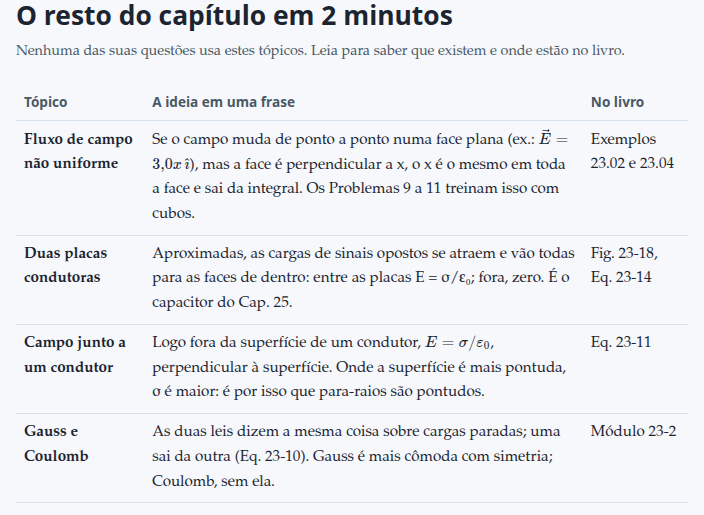 O resto do capítulo em 2 minutos
Nenhuma das suas questões usa estes tópicos. Leia para saber que existem e onde estão no livro.
Tópico A ideia em uma frase No livro
Fluxo de campo não uniforme
Se o campo muda de ponto a ponto numa face plana (ex.: E⃗ =
3,0x î), mas a face é perpendicular a x, o x é o mesmo em toda
a face e sai da integral. Os Problemas 9 a 11 treinam isso com
cubos.
Exemplos
23.02 e 23.04
Duas placas
condutoras
Aproximadas, as cargas de sinais opostos se atraem e vão todas
para as faces de dentro: entre as placas E = σ/ε₀; fora, zero. É o
capacitor do Cap. 25.
Fig. 23-18,
Eq. 23-14
Campo junto a
um condutor
Logo fora da superfície de um condutor, E = σ/ε₀,
perpendicular à superfície. Onde a superfície é mais pontuda,
σ é maior: é por isso que para-raios são pontudos.
Eq. 23-11
Gauss e
Coulomb
As duas leis dizem a mesma coisa sobre cargas paradas; uma
sai da outra (Eq. 23-10). Gauss é mais cômoda com simetria;
Coulomb, sem ela.
Módulo 23-2